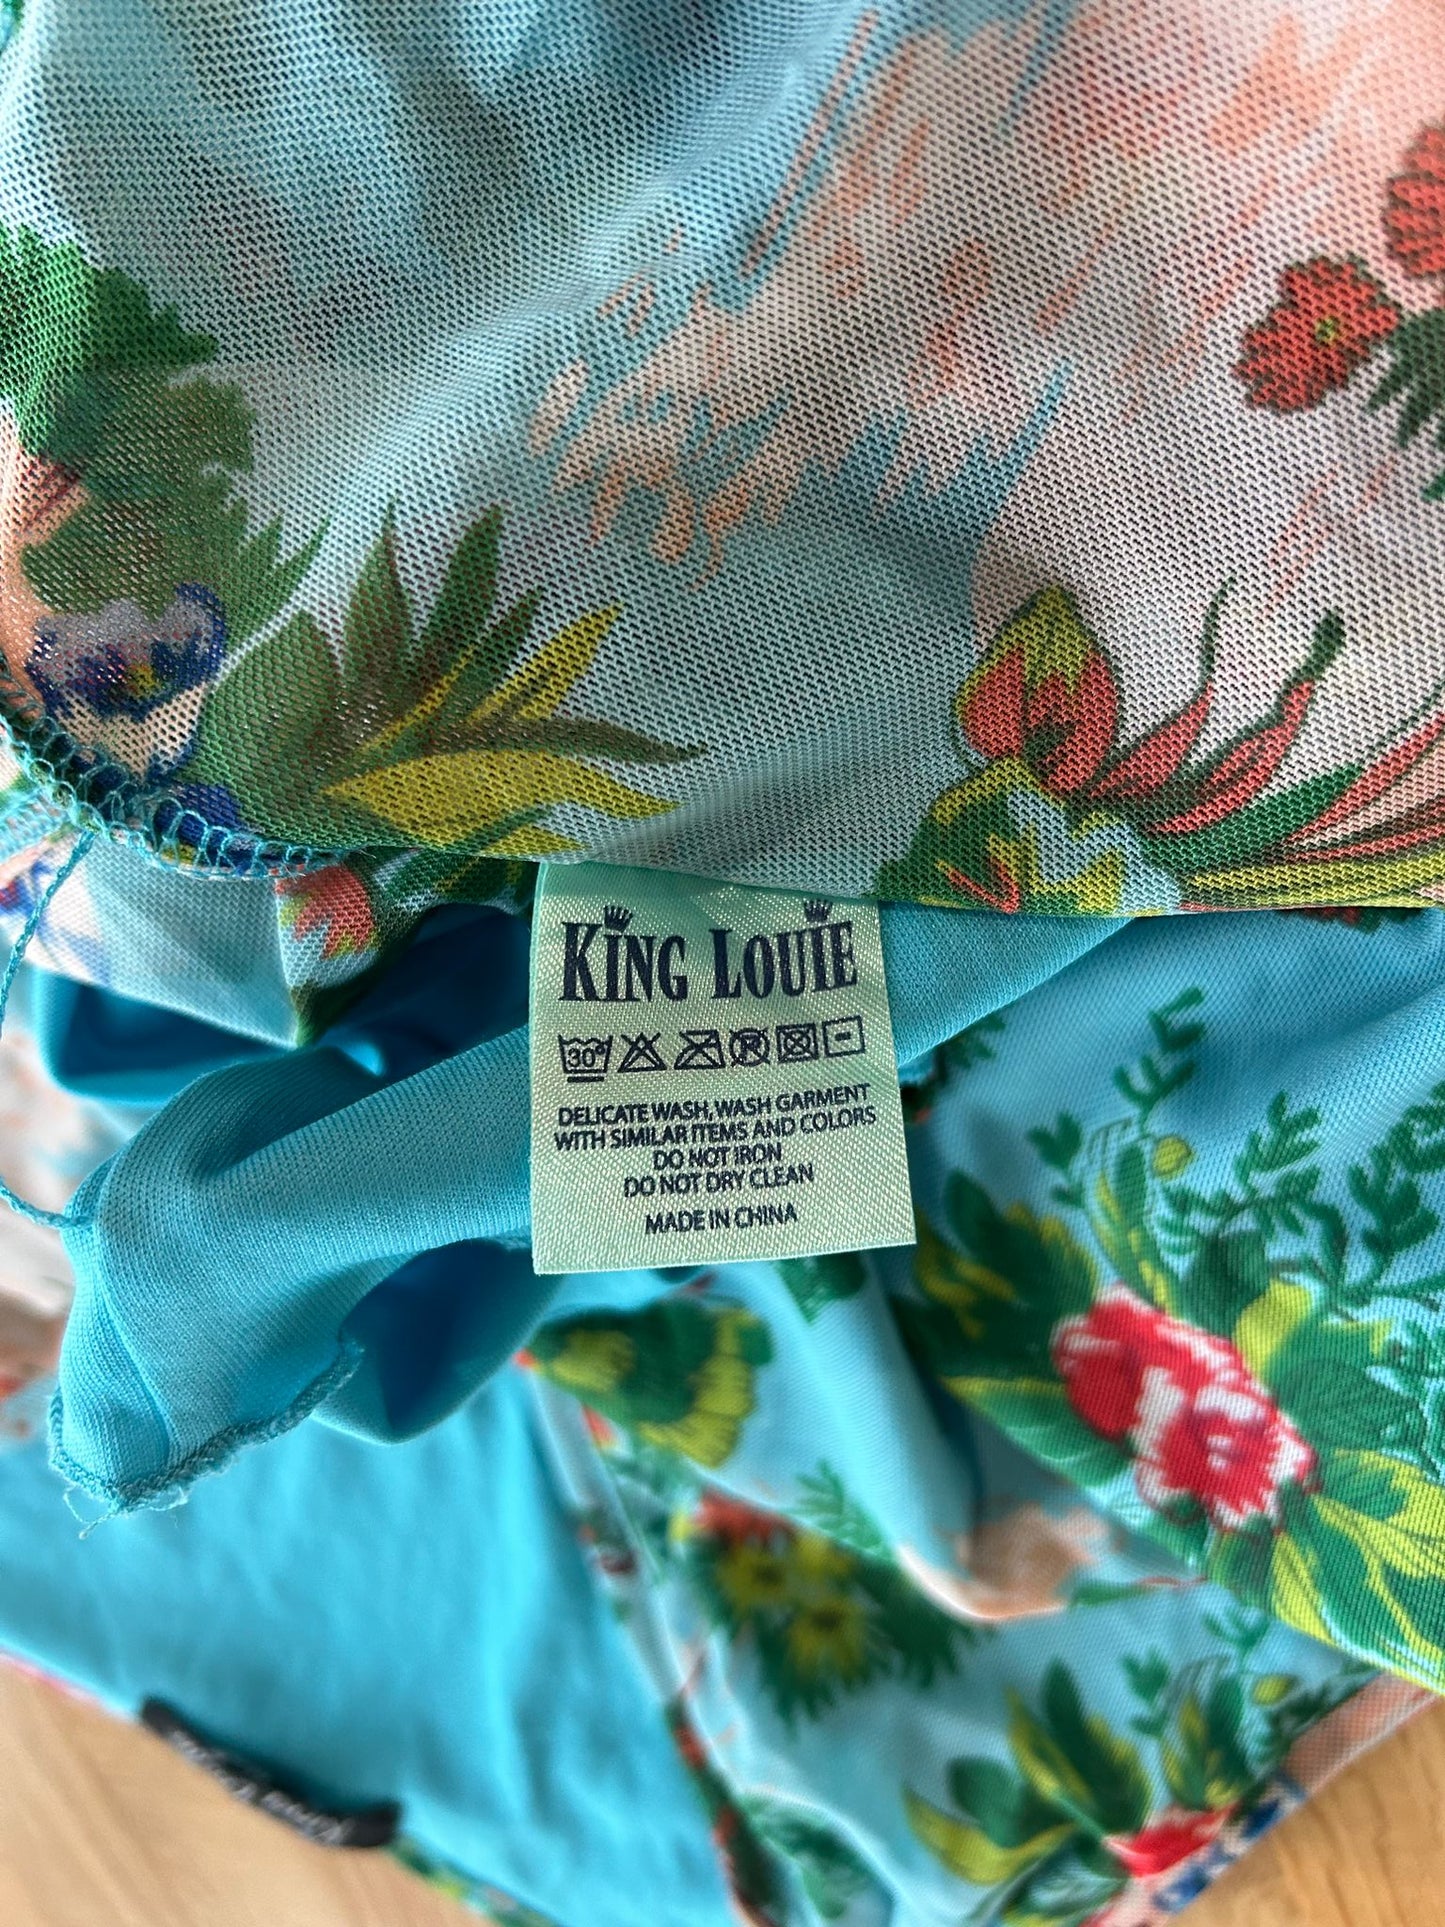 KING LOUIE
30°
DELICATE WASH, WASH GARMENT
WITH SIMILAR ITEMS AND COLORS
DO NOT IRON
DO NOT DRY CLEAN
MADE IN CHINA